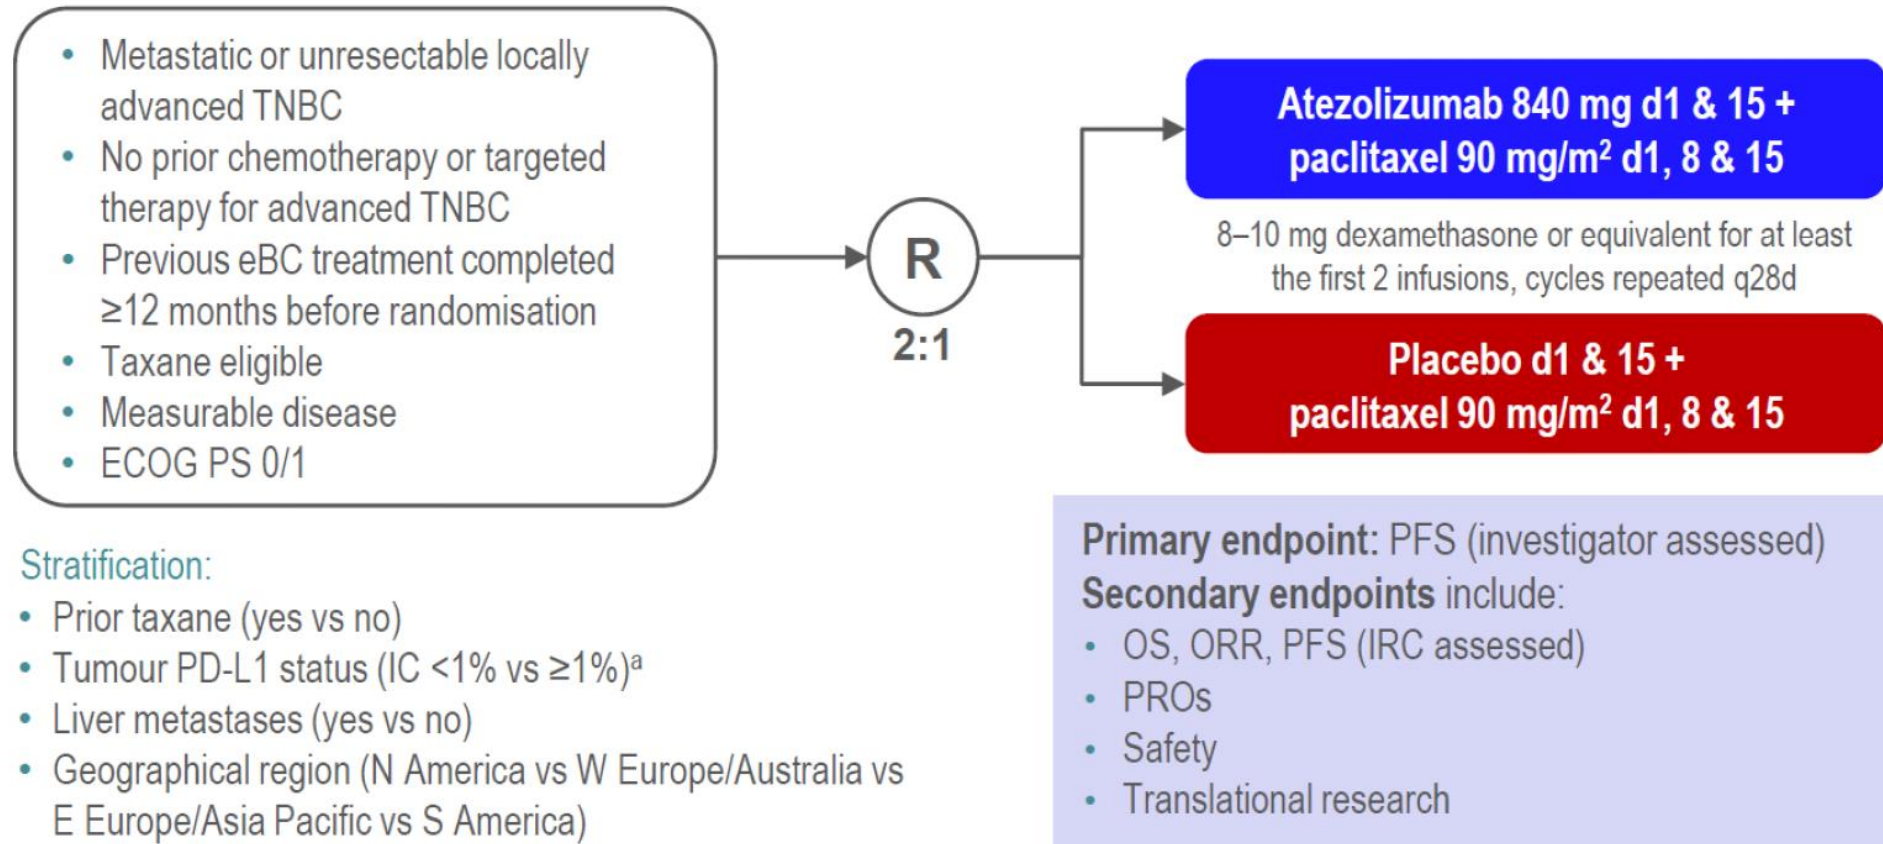 • Metastatic or unresectable locally
advanced TNBC
• No prior chemotherapy or targeted
therapy for advanced TNBC
• Previous eBC treatment completed
≥12 months before randomisation
• Taxane eligible
• Measurable disease
• ECOG PS 0/1
R
2:1
Atezolizumab 840 mg d1 & 15 +
paclitaxel 90 mg/m² d1, 8 & 15
8–10 mg dexamethasone or equivalent for at least
the first 2 infusions, cycles repeated q28d
Placebo d1 & 15 +
paclitaxel 90 mg/m² d1, 8 & 15
Stratification:
• Prior taxane (yes vs no)
• Tumour PD-L1 status (IC <1% vs ≥1%)ᵃ
• Liver metastases (yes vs no)
• Geographical region (N America vs W Europe/Australia vs
E Europe/Asia Pacific vs S America)
Primary endpoint: PFS (investigator assessed)
Secondary endpoints include:
• OS, ORR, PFS (IRC assessed)
• PROs
• Safety
• Translational research